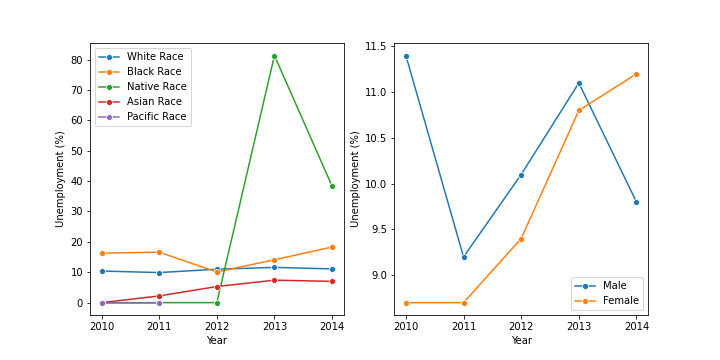 White Race
Black Race
Native Race
Asian Race
Pacific Race
80
70
60
50
40
30
20
10
0
Unemployment (%)
2010 2011 2012 2013 2014
Year
11.5
11.0
10.5
10.0
9.5
9.0
Unemployment (%)
Male
Female
2010 2011 2012 2013 2014
Year